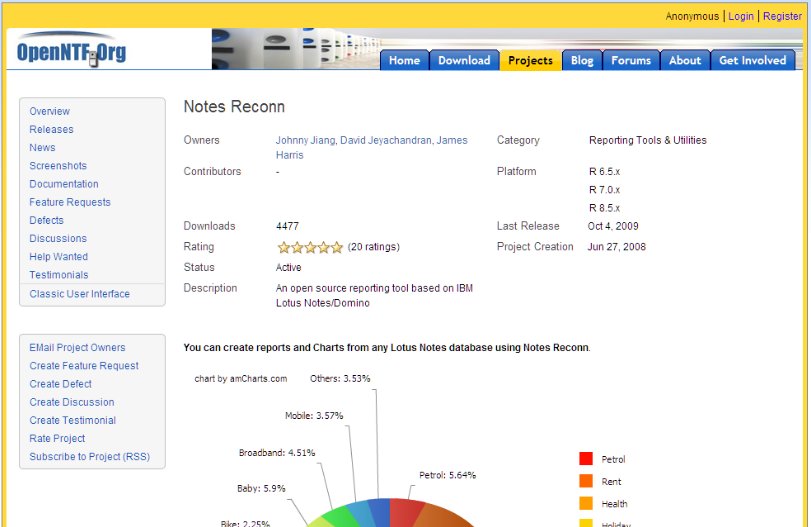 Anonymous | Login | Register
OpenNTF.Org
Home Download Projects Blog Forums About Get Involved
Overview
Releases
News
Screenshots
Documentation
Feature Requests
Defects
Discussions
Help Wanted
Testimonials
Classic User Interface
EMail Project Owners
Create Feature Request
Create Defect
Create Discussion
Create Testimonial
Rate Project
Subscribe to Project (RSS)
Notes Reconn
Owners Johnny Jiang, David Jeyachandran, James
Harris
Category Reporting Tools & Utilities
Contributors -
Platform R 6.5.x
R 7.0.x
R 8.5.x
Downloads 4477
Last Release Oct 4, 2009
Rating (20 ratings)
Project Creation Jun 27, 2008
Status Active
Description An open source reporting tool based on IBM
Lotus Notes/Domino
You can create reports and Charts from any Lotus Notes database using Notes Reconn.
chart by amCharts.com
Others: 3.53%
Mobile: 3.57%
Broadband: 4.51%
Baby: 5.9%
Bike: 2.25%
Petrol: 5.64%
Petrol
Rent
Health
Holiday